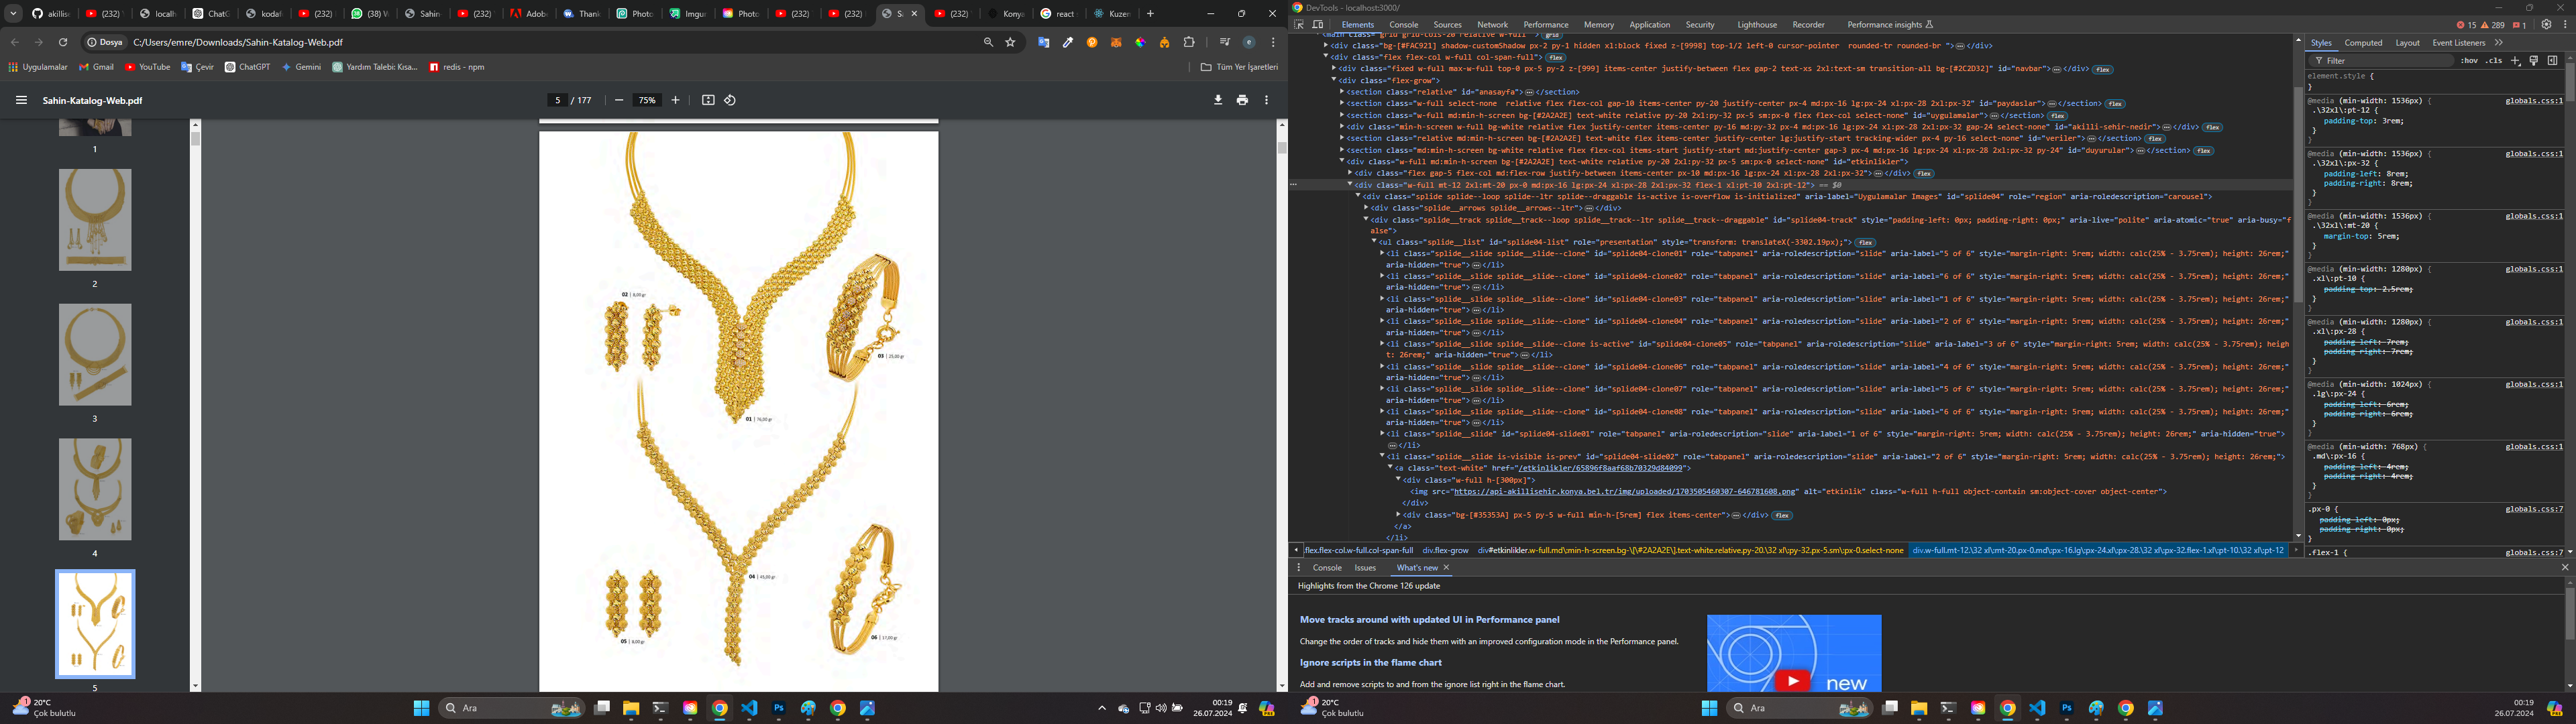 akillise
(232)
localh
ChatG
kodaf
(232)
(38) W
Sahin-
(232)
Adob
Thank
Photo
Imgur
Photo
(232)
(232)
Sa
(232)
Konya
react
Kuzen
Dosya
C:/Users/emre/Downloads/Sahin-Katalog-Web.pdf
Uygulamalar
Gmail
YouTube
Çevir
ChatGPT
Gemini
Yardım Talebi: Kısa...
redis - npm
Tüm Yer İşaretleri
Sahin-Katalog-Web.pdf
5 / 177
75%
1
2
3
4
5
02 | 8,00 gr
03 | 25,00 gr
01 | 76,00 gr
04 | 45,00 gr
05 | 8,00 gr
06 | 17,00 gr
20°C
Çok bulutlu
Ara
00:19
26.07.2024
DevTools - localhost:3000/
Elements
Console
Sources
Network
Performance
Memory
Application
Security
Lighthouse
Recorder
Performance insights
15
289
1
<main class="grid grid-cols-20 relative w-full"> grid
<div class="bg-[#FAC921] shadow-customShadow px-2 py-1 hidden xl:block fixed z-[9998] top-1/2 left-0 cursor-pointer  rounded-tr rounded-br "></div>
<div class="flex flex-col w-full col-span-full"> flex
<div class="fixed w-full max-w-full top-0 px-5 py-2 z-[999] items-center justify-between flex gap-2 text-xs 2xl:text-sm transition-all bg-[#2C2D32]" id="navbar"></div> flex
<div class="flex-grow">
<section class="relative" id="anasayfa"></section>
<section class="w-full select-none  relative flex flex-col gap-10 items-center py-20 justify-center px-4 md:px-16 lg:px-24 xl:px-28 2xl:px-32" id="paydaslar"></section> flex
<section class="w-full md:min-h-screen bg-[#2A2A2E] text-white relative py-20 2xl:py-32 px-5 sm:px-0 flex flex-col select-none" id="uygulamalar"></section> flex
<div class="min-h-screen w-full bg-white relative flex justify-center items-center py-16 md:py-32 px-4 md:px-16 lg:px-24 xl:px-28 2xl:px-32 gap-24 select-none" id="akilli-sehir-nedir"></div> flex
<section class="relative md:min-h-screen bg-[#2A2A2E] text-white flex flex-col items-center justify-center lg:justify-start tracking-wider px-4 py-16 select-none" id="veriler"></section> flex
<section class="md:min-h-screen bg-white relative flex flex-col items-start justify-start md:justify-center gap-3 px-4 md:px-16 lg:px-24 xl:px-28 2xl:px-32 py-24" id="duyurular"></section> flex
<div class="w-full md:min-h-screen bg-[#2A2A2E] text-white relative py-20 2xl:py-32 px-5 sm:px-0 select-none" id="etkinlikler">
<div class="flex gap-5 flex-col md:flex-row justify-between items-center px-10 md:px-16 lg:px-24 xl:px-28 2xl:px-32"></div> flex
<div class="w-full mt-12 2xl:mt-20 px-0 md:px-16 lg:px-24 xl:px-28 2xl:px-32 flex-1 xl:pt-10 2xl:pt-12"> == $0
<div class="splide splide--loop splide--ltr splide--draggable is-active is-overflow is-initialized" aria-label="Uygulamalar Images" id="splide04" role="region" aria-roledescription="carousel">
<div class="splide__arrows splide__arrows--ltr"></div>
<div class="splide__track splide__track--loop splide__track--ltr splide__track--draggable" id="splide04-track" style="padding-left: 0px; padding-right: 0px;" aria-live="polite" aria-atomic="true" aria-busy="f
alse">
<ul class="splide__list" id="splide04-list" role="presentation" style="transform: translateX(-3302.19px);"> flex
<li class="splide__slide splide__slide--clone" id="splide04-clone01" role="tabpanel" aria-roledescription="slide" aria-label="5 of 6" style="margin-right: 5rem; width: calc(25% - 3.75rem); height: 26rem;"
aria-hidden="true"></li>
<li class="splide__slide splide__slide--clone" id="splide04-clone02" role="tabpanel" aria-roledescription="slide" aria-label="6 of 6" style="margin-right: 5rem; width: calc(25% - 3.75rem); height: 26rem;"
aria-hidden="true"></li>
<li class="splide__slide splide__slide--clone" id="splide04-clone03" role="tabpanel" aria-roledescription="slide" aria-label="1 of 6" style="margin-right: 5rem; width: calc(25% - 3.75rem); height: 26rem;"
aria-hidden="true"></li>
<li class="splide__slide splide__slide--clone" id="splide04-clone04" role="tabpanel" aria-roledescription="slide" aria-label="2 of 6" style="margin-right: 5rem; width: calc(25% - 3.75rem); height: 26rem;"
aria-hidden="true"></li>
<li class="splide__slide splide__slide--clone is-active" id="splide04-clone05" role="tabpanel" aria-roledescription="slide" aria-label="3 of 6" style="margin-right: 5rem; width: calc(25% - 3.75rem); heigh
t: 26rem;" aria-hidden="true"></li>
<li class="splide__slide splide__slide--clone" id="splide04-clone06" role="tabpanel" aria-roledescription="slide" aria-label="4 of 6" style="margin-right: 5rem; width: calc(25% - 3.75rem); height: 26rem;"
aria-hidden="true"></li>
<li class="splide__slide splide__slide--clone" id="splide04-clone07" role="tabpanel" aria-roledescription="slide" aria-label="5 of 6" style="margin-right: 5rem; width: calc(25% - 3.75rem); height: 26rem;"
aria-hidden="true"></li>
<li class="splide__slide splide__slide--clone" id="splide04-clone08" role="tabpanel" aria-roledescription="slide" aria-label="6 of 6" style="margin-right: 5rem; width: calc(25% - 3.75rem); height: 26rem;"
aria-hidden="true"></li>
<li class="splide__slide" id="splide04-slide01" role="tabpanel" aria-roledescription="slide" aria-label="1 of 6" style="margin-right: 5rem; width: calc(25% - 3.75rem); height: 26rem;" aria-hidden="true">
</li>
<li class="splide__slide is-visible is-prev" id="splide04-slide02" role="tabpanel" aria-roledescription="slide" aria-label="2 of 6" style="margin-right: 5rem; width: calc(25% - 3.75rem); height: 26rem;">
<a class="text-white" href="/etkinlikler/65896f8aaf68b70329d84099">
<div class="w-full h-[300px]">
<img src="https://api-akillisehir.konya.bel.tr/img/uploaded/1703505460307-646781608.png" alt="etkinlik" class="w-full h-full object-contain sm:object-cover object-center">
</div>
<div class="bg-[#35353A] px-5 py-5 w-full min-h-[5rem] flex items-center"></div> flex
</a>
</li>
.flex.flex-col.w-full.col-span-full
div.flex-grow
div#etkinlikler.w-full.md\:min-h-screen.bg-\[\#2A2A2E\].text-white.relative.py-20.\32 xl\:py-32.px-5.sm\:px-0.select-none
div.w-full.mt-12.\32 xl\:mt-20.px-0.md\:px-16.lg\:px-24.xl\:px-28.\32 xl\:px-32.flex-1.xl\:pt-10.\32 xl\:pt-12
Styles
Computed
Layout
Event Listeners
Filter
:hov .cls
element.style {
}
@media (min-width: 1536px) { globals.css:1
.\32xl\:pt-12 {
padding-top: 3rem;
}
}
@media (min-width: 1536px) { globals.css:1
.\32xl\:px-32 {
padding-left: 8rem;
padding-right: 8rem;
}
}
@media (min-width: 1536px) { globals.css:1
.\32xl\:mt-20 {
margin-top: 5rem;
}
}
@media (min-width: 1280px) { globals.css:1
.xl\:pt-10 {
padding-top: 2.5rem;
}
}
@media (min-width: 1280px) { globals.css:1
.xl\:px-28 {
padding-left: 7rem;
padding-right: 7rem;
}
}
@media (min-width: 1024px) { globals.css:1
.lg\:px-24 {
padding-left: 6rem;
padding-right: 6rem;
}
}
@media (min-width: 768px) { globals.css:1
.md\:px-16 {
padding-left: 4rem;
padding-right: 4rem;
}
}
.px-0 { globals.css:7
padding-left: 0px;
padding-right: 0px;
}
.flex-1 { globals.css:7
Console
Issues
What's new
Highlights from the Chrome 126 update
Move tracks around with updated UI in Performance panel
Change the order of tracks and hide them with an improved configuration mode in the Performance panel.
Ignore scripts in the flame chart
Add and remove scripts to and from the ignore list right in the flame chart.
new
20°C
Çok bulutlu
Ara
00:19
26.07.2024